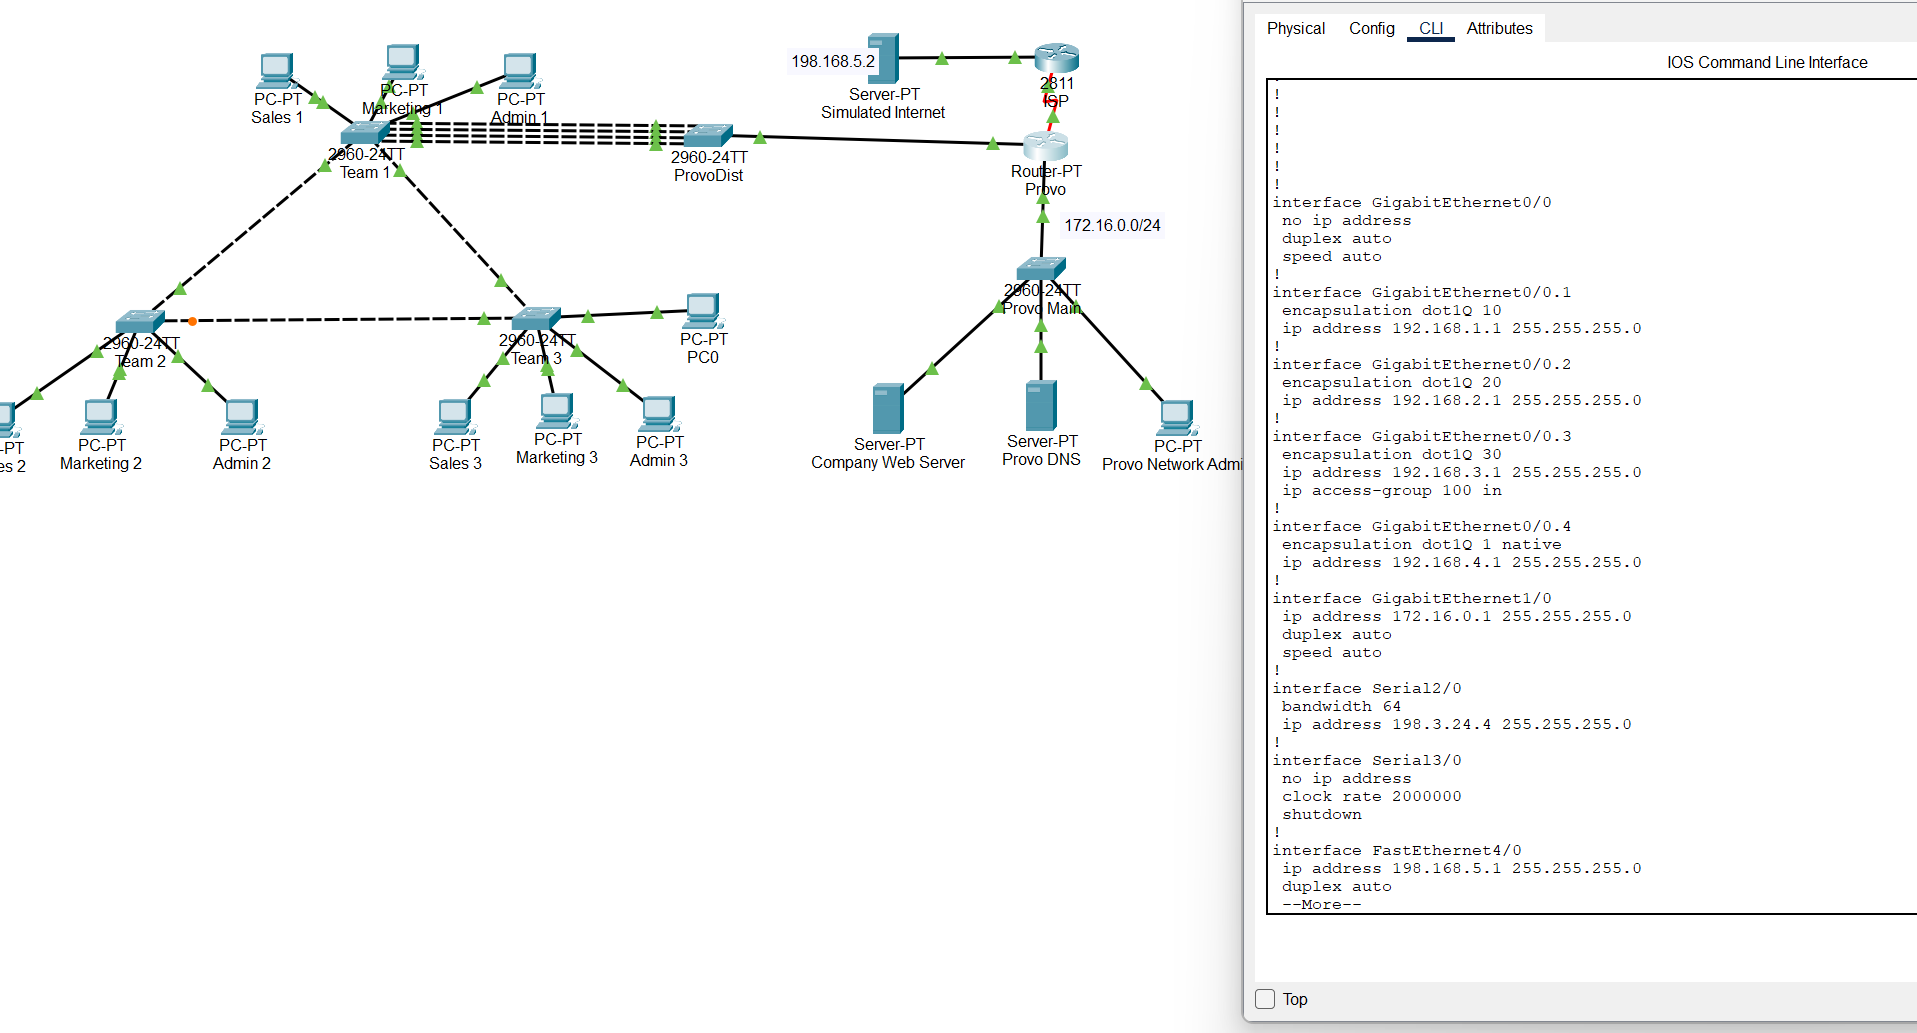 PC-PT
Sales 1
PC-PT
Marketing 1
PC-PT
Admin 1
2960-24TT
Team 1
2960-24TT
ProvoDist
198.168.5.2
Server-PT
Simulated Internet
2811
ISP
Router-PT
Provo
172.16.0.0/24
2960-24TT
Provo Main
2960-24TT
Team 2
2960-24TT
Team 3
PC-PT
PC0
-PT
es 2
PC-PT
Marketing 2
PC-PT
Admin 2
PC-PT
Sales 3
PC-PT
Marketing 3
PC-PT
Admin 3
Server-PT
Company Web Server
Server-PT
Provo DNS
PC-PT
Provo Network Admi
Physical Config CLI Attributes
IOS Command Line Interface
!
!
!
!
!
!
interface GigabitEthernet0/0
no ip address
duplex auto
speed auto
!
interface GigabitEthernet0/0.1
encapsulation dot1Q 10
ip address 192.168.1.1 255.255.255.0
!
interface GigabitEthernet0/0.2
encapsulation dot1Q 20
ip address 192.168.2.1 255.255.255.0
!
interface GigabitEthernet0/0.3
encapsulation dot1Q 30
ip address 192.168.3.1 255.255.255.0
ip access-group 100 in
!
interface GigabitEthernet0/0.4
encapsulation dot1Q 1 native
ip address 192.168.4.1 255.255.255.0
!
interface GigabitEthernet1/0
ip address 172.16.0.1 255.255.255.0
duplex auto
speed auto
!
interface Serial2/0
bandwidth 64
ip address 198.3.24.4 255.255.255.0
!
interface Serial3/0
no ip address
clock rate 2000000
shutdown
!
interface FastEthernet4/0
ip address 198.168.5.1 255.255.255.0
duplex auto
--More--
Top